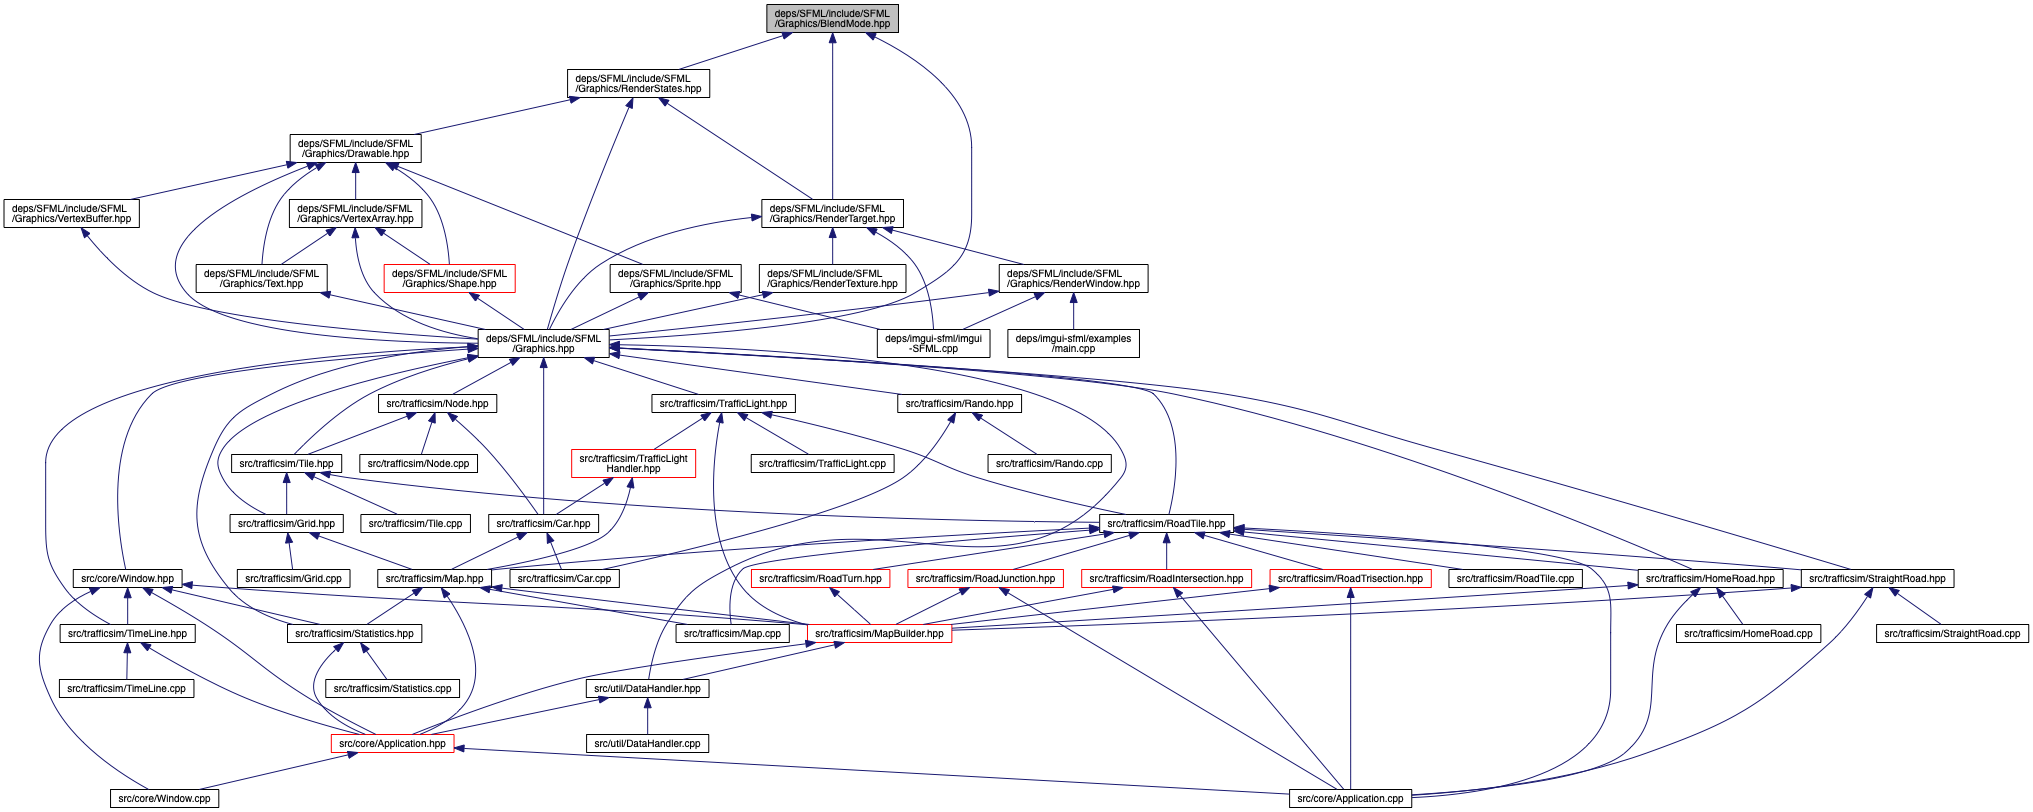 deps/SFML/include/SFML
/Graphics/BlendMode.hpp
deps/SFML/include/SFML
/Graphics/RenderStates.hpp
deps/SFML/include/SFML
/Graphics/Drawable.hpp
deps/SFML/include/SFML
/Graphics/VertexBuffer.hpp
deps/SFML/include/SFML
/Graphics/VertexArray.hpp
deps/SFML/include/SFML
/Graphics/RenderTarget.hpp
deps/SFML/include/SFML
/Graphics/Text.hpp
deps/SFML/include/SFML
/Graphics/Shape.hpp
deps/SFML/include/SFML
/Graphics/Sprite.hpp
deps/SFML/include/SFML
/Graphics/RenderTexture.hpp
deps/SFML/include/SFML
/Graphics/RenderWindow.hpp
deps/SFML/include/SFML
/Graphics.hpp
deps/imgui-sfml/imgui
-SFML.cpp
deps/imgui-sfml/examples
/main.cpp
src/trafficsim/Node.hpp
src/trafficsim/TrafficLight.hpp
src/trafficsim/Rando.hpp
src/trafficsim/Tile.hpp
src/trafficsim/Node.cpp
src/trafficsim/TrafficLight
Handler.hpp
src/trafficsim/TrafficLight.cpp
src/trafficsim/Rando.cpp
src/trafficsim/Grid.hpp
src/trafficsim/Tile.cpp
src/trafficsim/Car.hpp
src/trafficsim/RoadTile.hpp
src/core/Window.hpp
src/trafficsim/Grid.cpp
src/trafficsim/Map.hpp
src/trafficsim/Car.cpp
src/trafficsim/RoadTurn.hpp
src/trafficsim/RoadJunction.hpp
src/trafficsim/RoadIntersection.hpp
src/trafficsim/RoadTrisection.hpp
src/trafficsim/RoadTile.cpp
src/trafficsim/HomeRoad.hpp
src/trafficsim/StraightRoad.hpp
src/trafficsim/TimeLine.hpp
src/trafficsim/Statistics.hpp
src/trafficsim/Map.cpp
src/trafficsim/MapBuilder.hpp
src/trafficsim/HomeRoad.cpp
src/trafficsim/StraightRoad.cpp
src/trafficsim/TimeLine.cpp
src/trafficsim/Statistics.cpp
src/util/DataHandler.hpp
src/core/Application.hpp
src/util/DataHandler.cpp
src/core/Window.cpp
src/core/Application.cpp